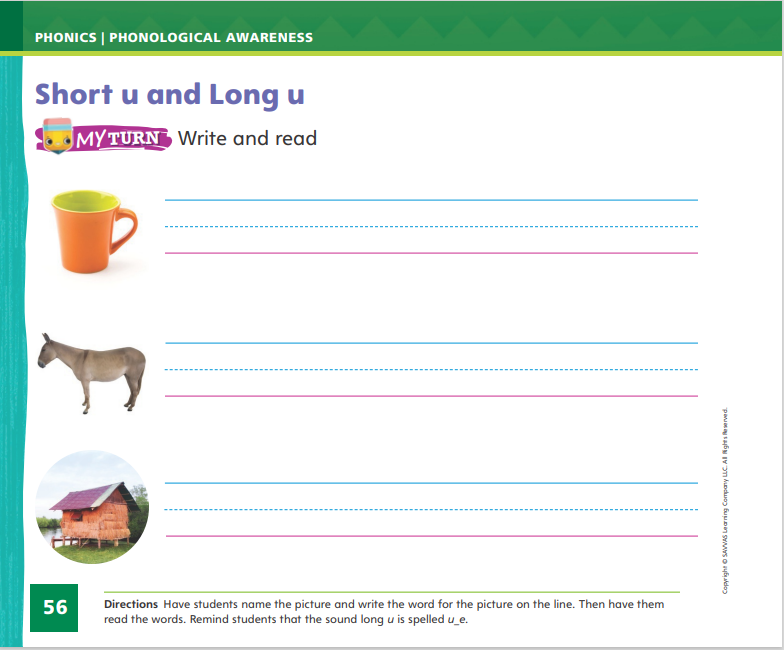 PHONICS | PHONOLOGICAL AWARENESS
Short u and Long u
MY TURN Write and read
Copyright © SAVVAS Learning Company LLC. All Rights Reserved.
56
Directions Have students name the picture and write the word for the picture on the line. Then have them
read the words. Remind students that the sound long u is spelled u_e.